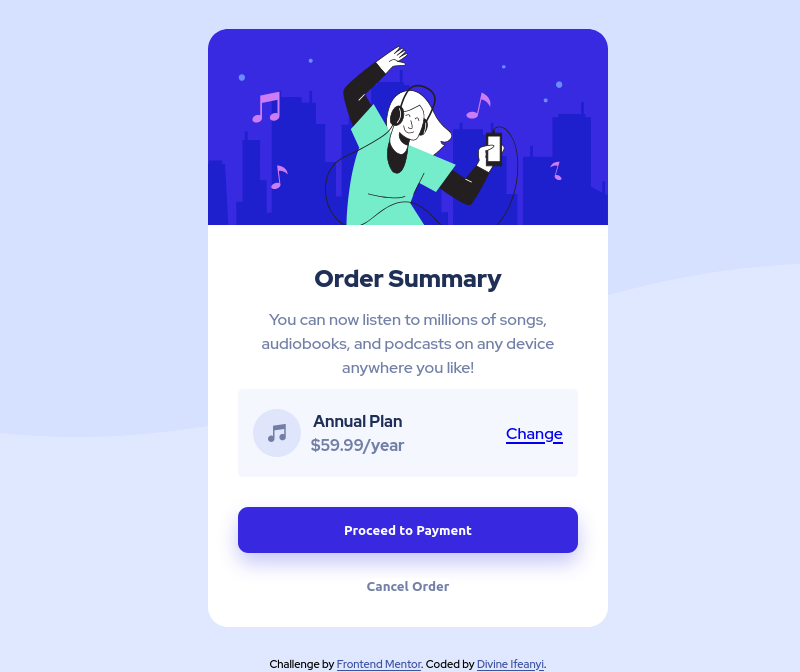 Order Summary
You can now listen to millions of songs,
audiobooks, and podcasts on any device
anywhere you like!
Annual Plan
$59.99/year
Change
Proceed to Payment
Cancel Order
Challenge by Frontend Mentor. Coded by Divine Ifeanyi.